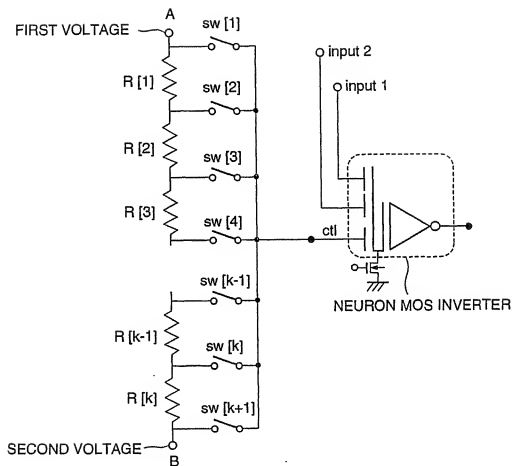 A
FIRST VOLTAGE
sw [1]
R [1]
sw [2]
R [2]
sw [3]
R [3]
sw [4]
sw [k-1]
R [k-1]
sw [k]
R [k]
sw [k+1]
SECOND VOLTAGE
B
input 2
input 1
ctl
NEURON MOS INVERTER